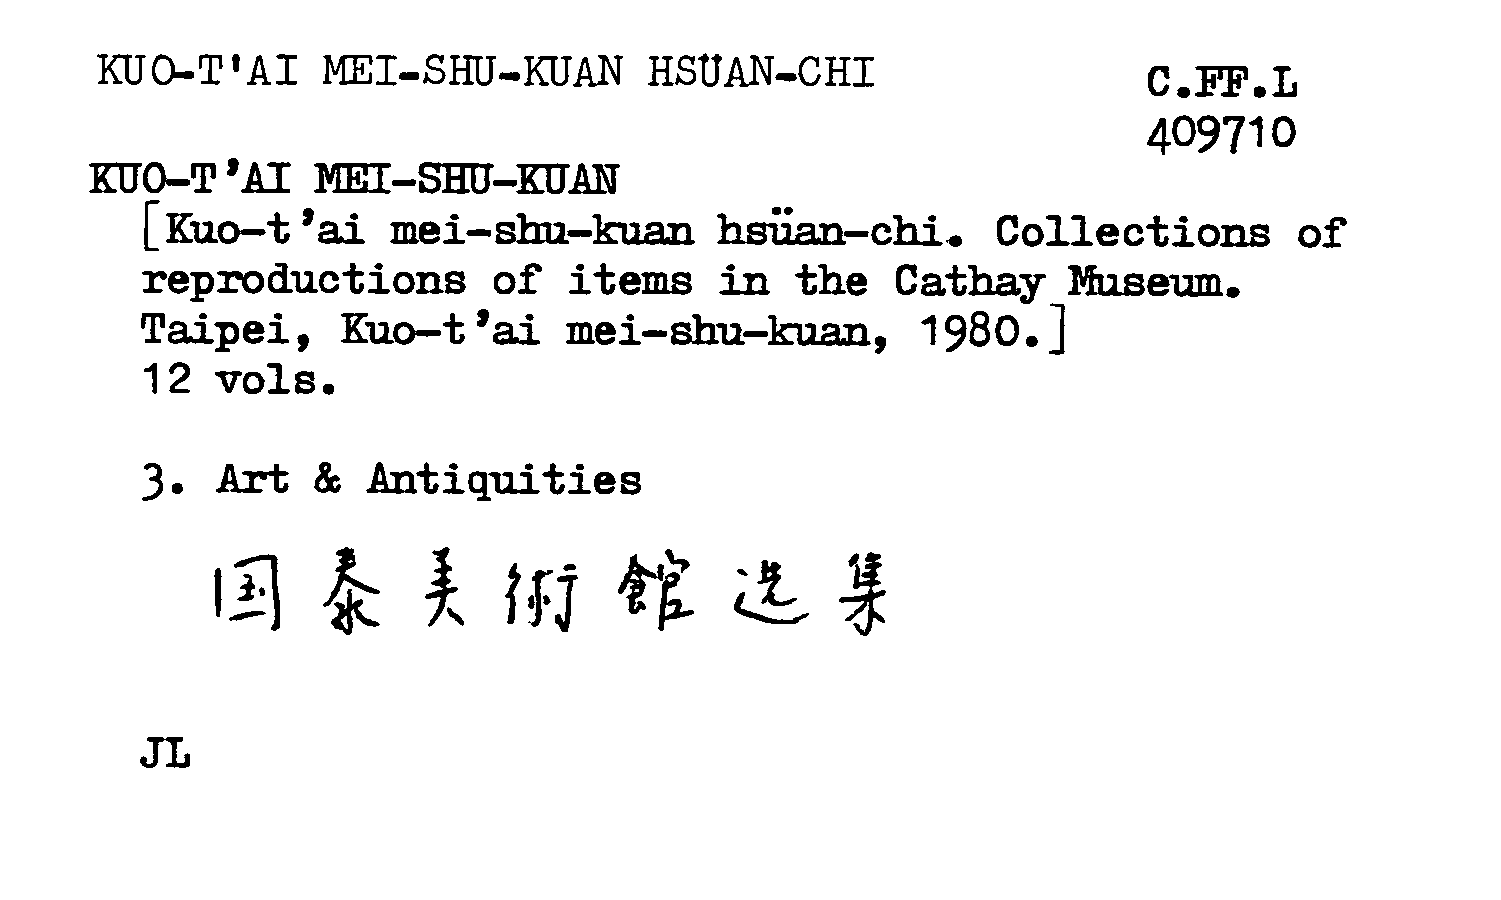 KUO-T'AI MEI-SHU-KUAN HSÜAN-CHI
C.FF.L
409710
KUO-T'AI MEI-SHU-KUAN
[Kuo-t'ai mei-shu-kuan hsüan-chi. Collections of
reproductions of items in the Cathay Museum.
Taipei, Kuo-t'ai mei-shu-kuan, 1980.]
12 vols.
3. Art & Antiquities
国泰美術館选集
JL